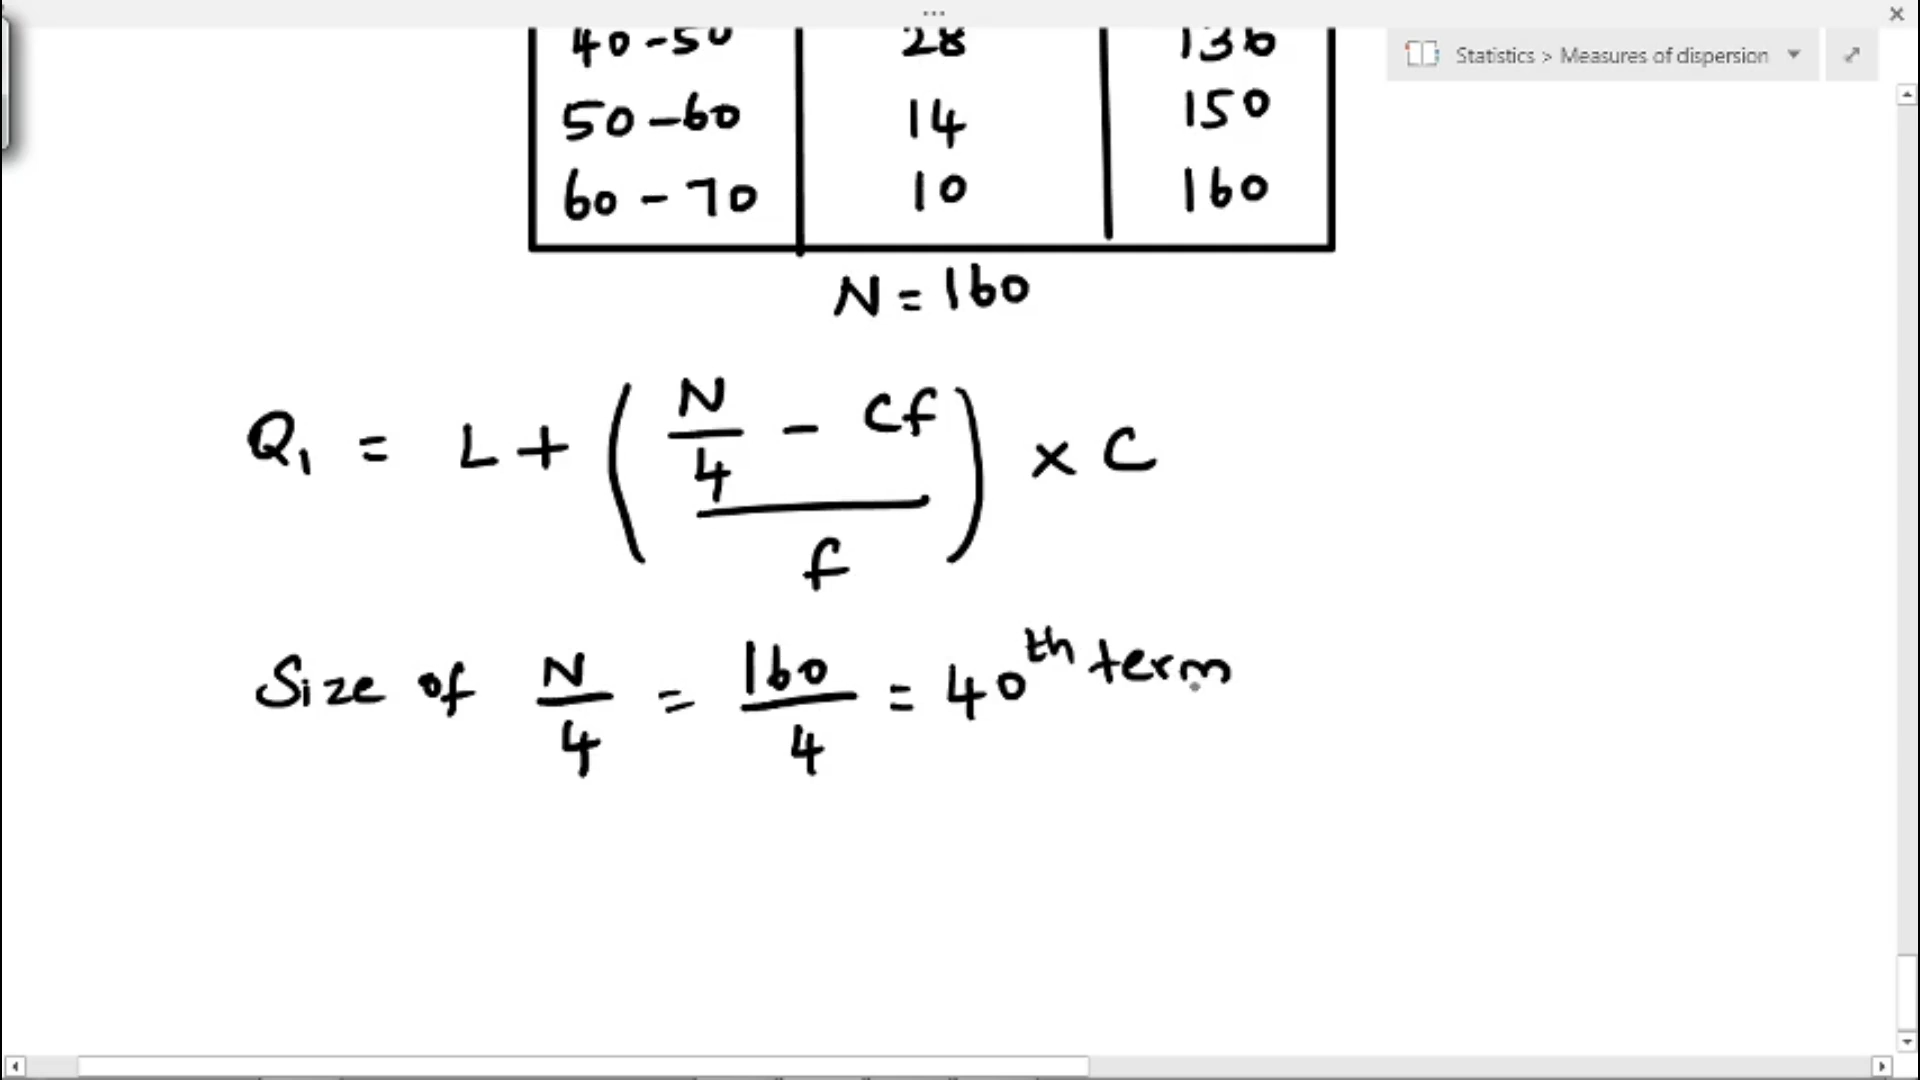 ...
40-50 28 136
Statistics > Measures of dispersion
50-60 14 150
60-70 10 160
N = 160
Q₁ = L + ( (N/4 - Cf) / f ) × C
Size of N/4 = 160/4 = 40th term